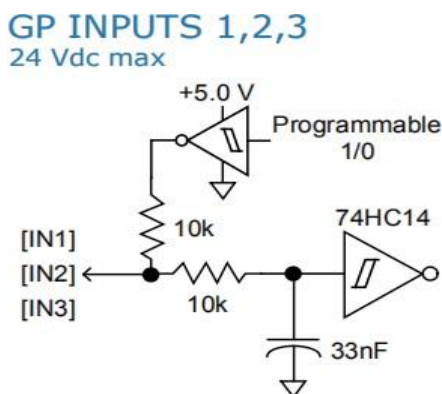 GP INPUTS 1,2,3
24 Vdc max
+5.0 V
Programmable
1/0
10k
74HC14
[IN1]
[IN2]
[IN3]
10k
33nF